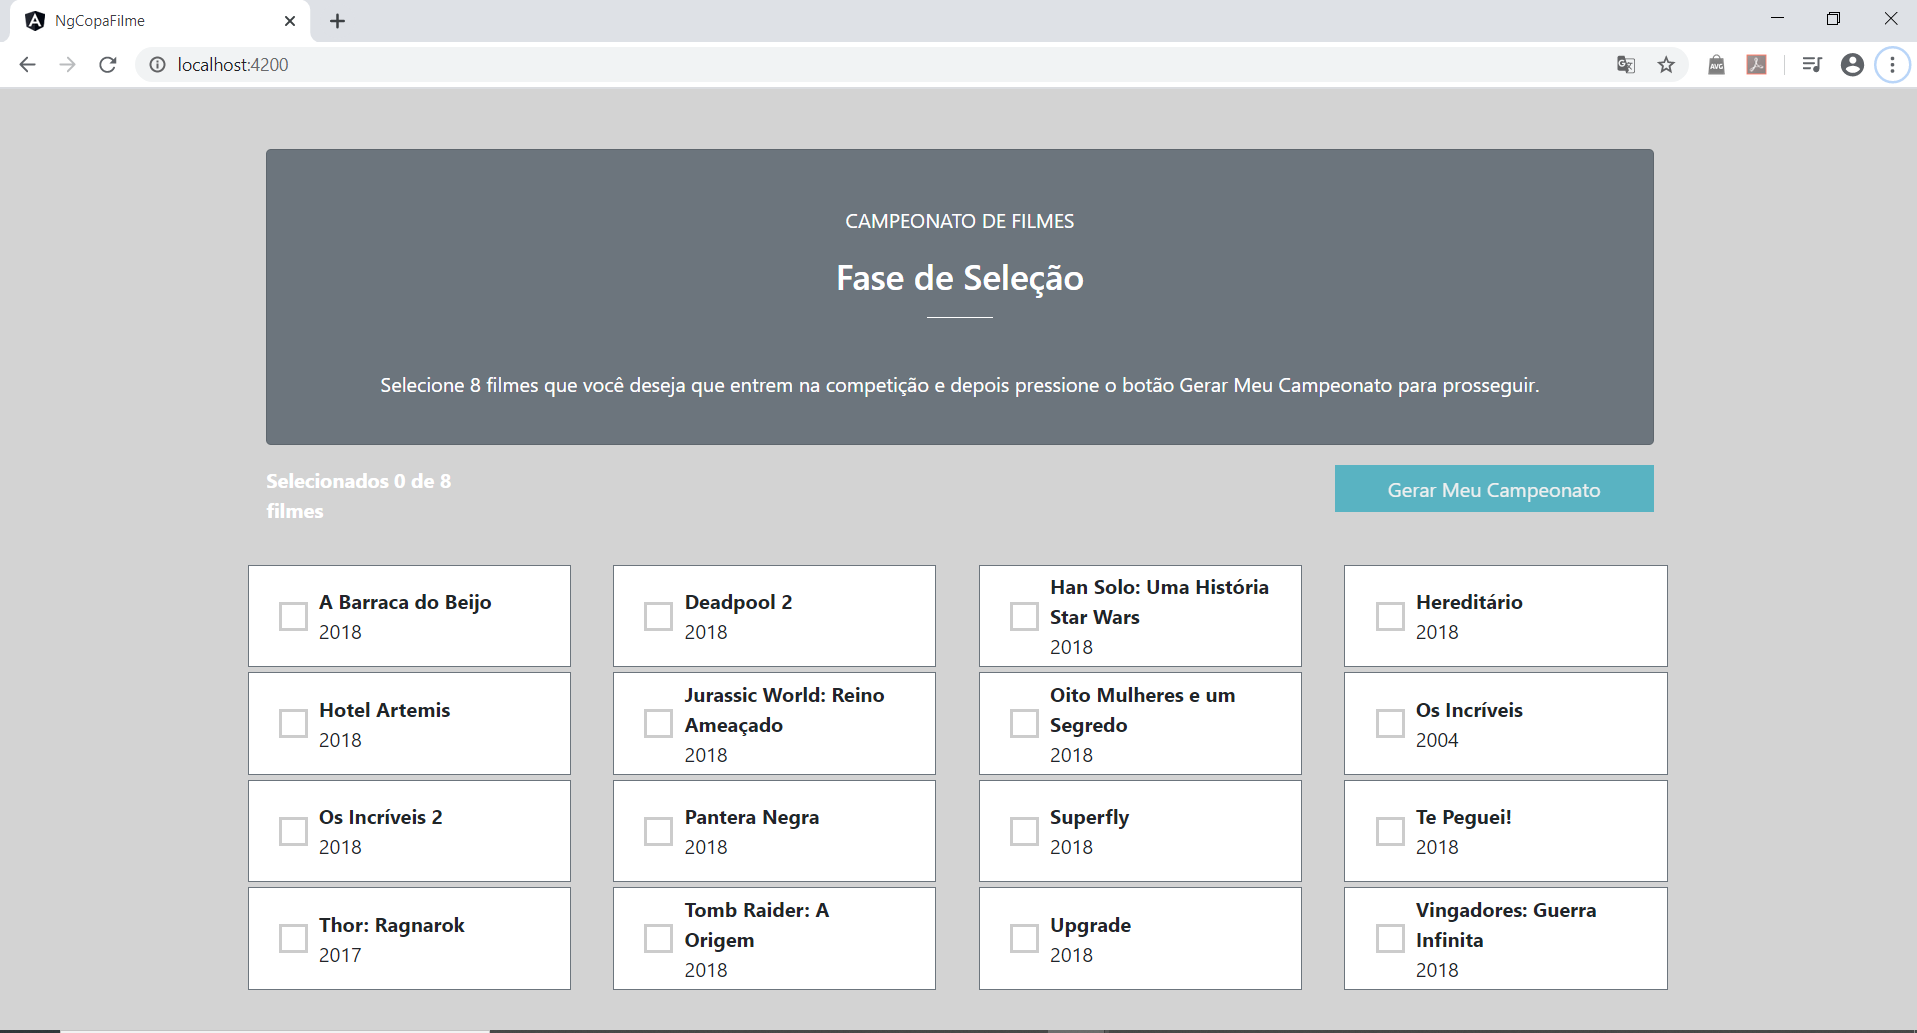 NgCopaFilme
localhost:4200
AVG
CAMPEONATO DE FILMES
Fase de Seleção
Selecione 8 filmes que você deseja que entrem na competição e depois pressione o botão Gerar Meu Campeonato para prosseguir.
Selecionados 0 de 8
filmes
Gerar Meu Campeonato
A Barraca do Beijo
2018
Deadpool 2
2018
Han Solo: Uma História
Star Wars
2018
Hereditário
2018
Hotel Artemis
2018
Jurassic World: Reino
Ameaçado
2018
Oito Mulheres e um
Segredo
2018
Os Incríveis
2004
Os Incríveis 2
2018
Pantera Negra
2018
Superfly
2018
Te Peguei!
2018
Thor: Ragnarok
2017
Tomb Raider: A
Origem
2018
Upgrade
2018
Vingadores: Guerra
Infinita
2018